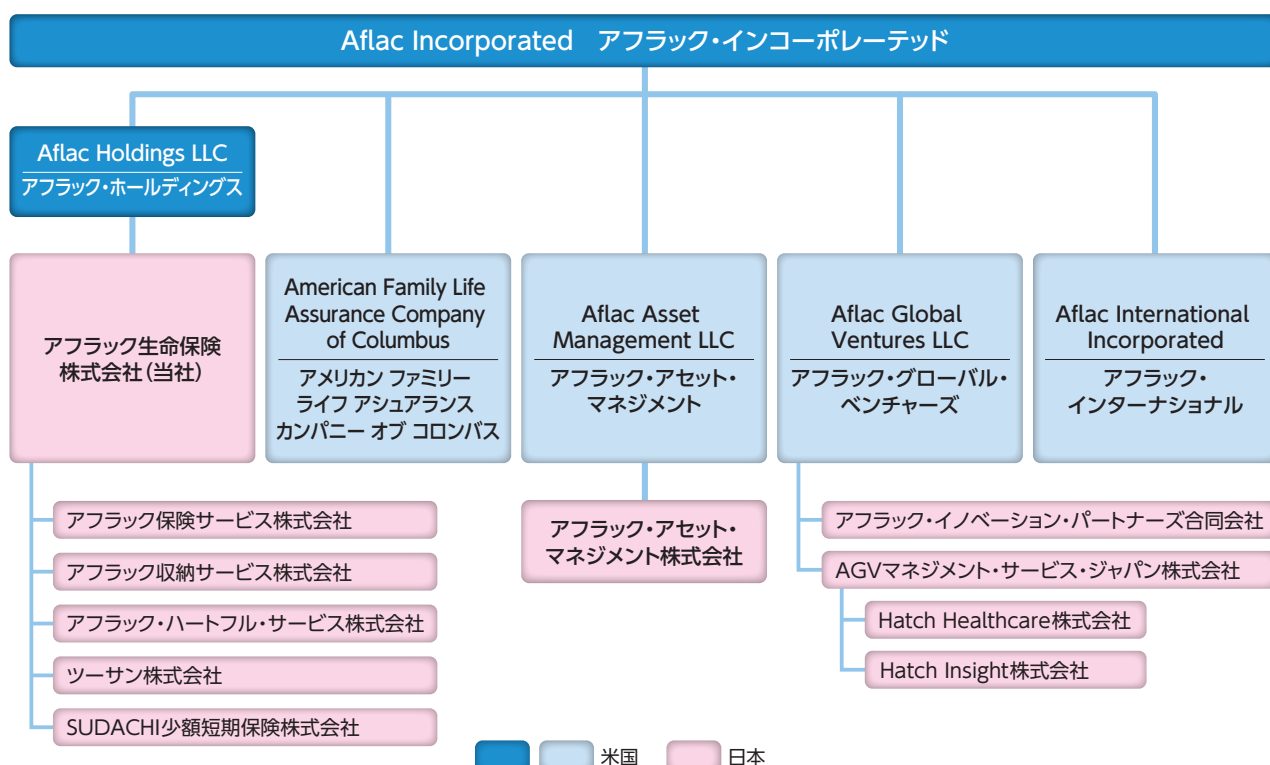 Aflac Incorporated アフラック・インコーポレーテッド
Aflac Holdings LLC
アフラック・ホールディングス
アフラック生命保険
株式会社(当社)
American Family Life
Assurance Company
of Columbus
アメリカン ファミリー
ライフ アシュアランス
カンパニー オブ コロンバス
Aflac Asset
Management LLC
アフラック・アセット・
マネジメント
Aflac Global
Ventures LLC
アフラック・グローバル・
ベンチャーズ
Aflac International
Incorporated
アフラック・
インターナショナル
アフラック保険サービス株式会社
アフラック収納サービス株式会社
アフラック・ハートフル・サービス株式会社
ツーサン株式会社
SUDACHI少額短期保険株式会社
アフラック・アセット・
マネジメント株式会社
アフラック・イノベーション・パートナーズ合同会社
AGVマネジメント・サービス・ジャパン株式会社
Hatch Healthcare株式会社
Hatch Insight株式会社
米国 日本